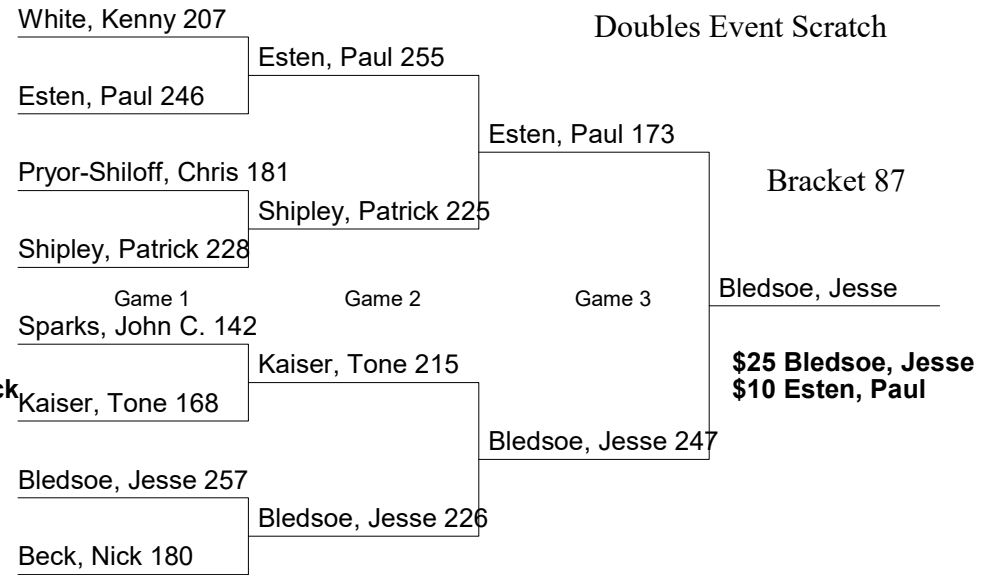 White, Kenny 207
Doubles Event Scratch
Esten, Paul 255
Esten, Paul 246
Esten, Paul 173
Pryor-Shiloff, Chris 181
Bracket 87
Shipley, Patrick 225
Shipley, Patrick 228
Game 1
Game 2
Game 3
Bledsoe, Jesse
Sparks, John C. 142
Kaiser, Tone 215
$25 Bledsoe, Jesse
$10 Esten, Paul
ck
Kaiser, Tone 168
Bledsoe, Jesse 247
Bledsoe, Jesse 257
Bledsoe, Jesse 226
Beck, Nick 180